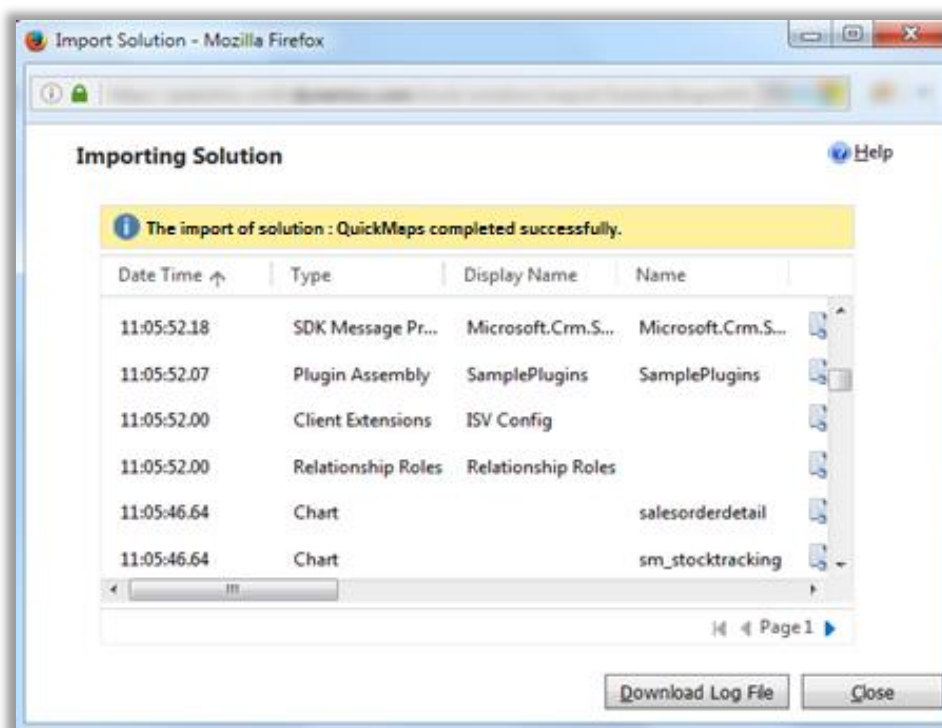 Import Solution - Mozilla Firefox
Importing Solution
Help
The import of solution : QuickMaps completed successfully.
Date Time Type Display Name Name
11:05:52.18 SDK Message Pr... Microsoft.Crm.S... Microsoft.Crm.S...
11:05:52.07 Plugin Assembly SamplePlugins SamplePlugins
11:05:52.00 Client Extensions ISV Config
11:05:52.00 Relationship Roles Relationship Roles
11:05:46.64 Chart salesorderdetail
11:05:46.64 Chart sm_stocktracking
Page 1
Download Log File Close